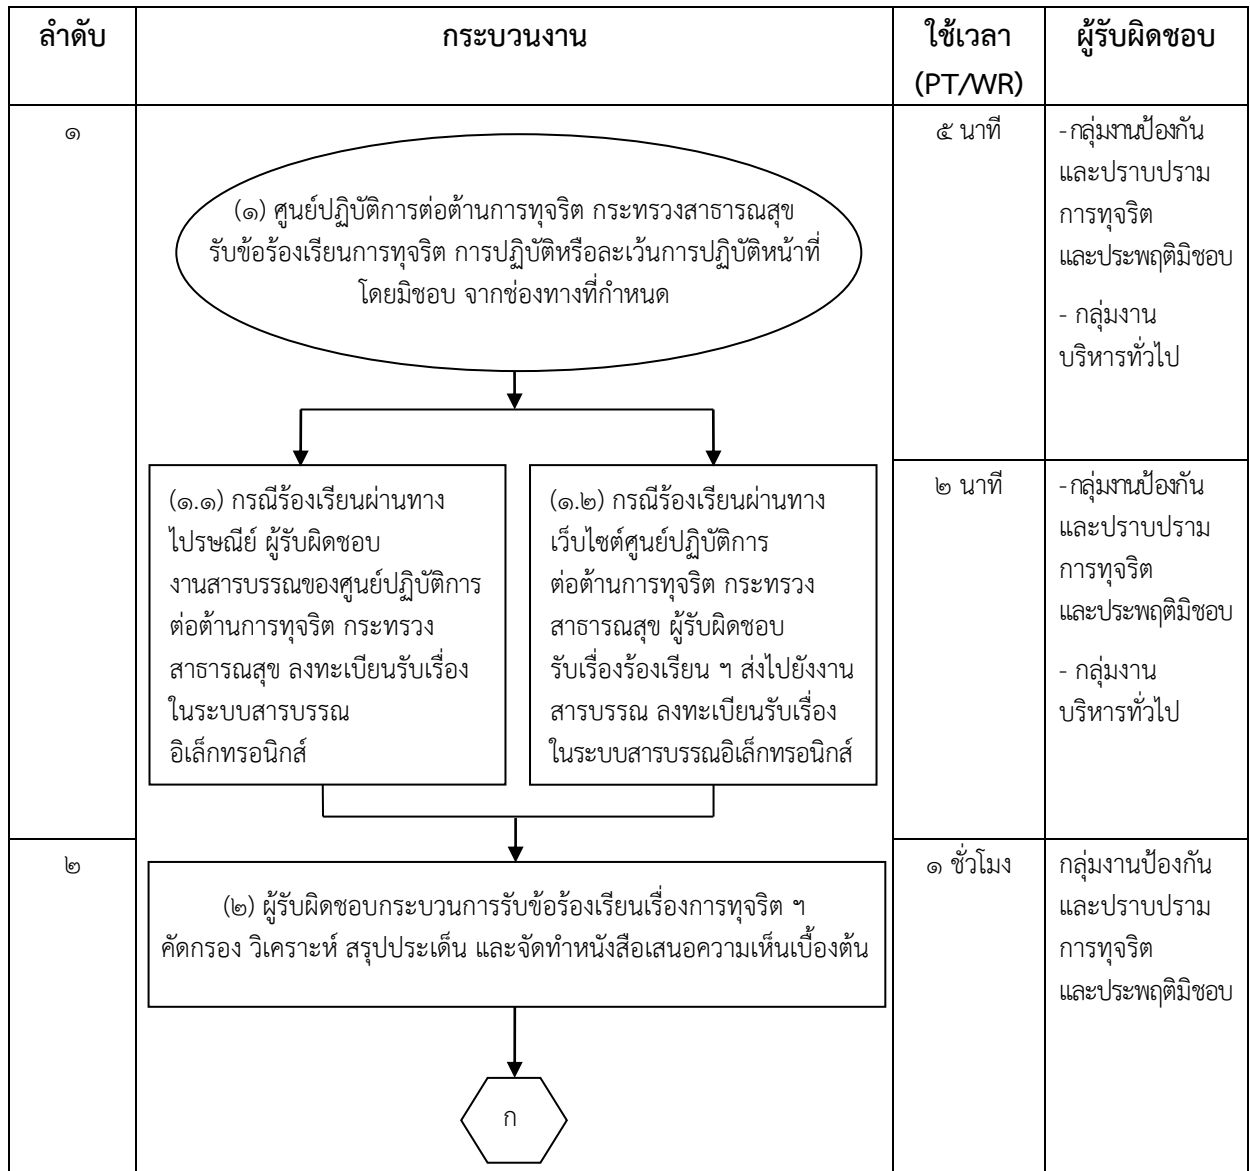 ลำดับ
กระบวนงาน
ใช้เวลา
(PT/WR)
ผู้รับผิดชอบ
๑
(๑) ศูนย์ปฏิบัติการต่อต้านการทุจริต กระทรวงสาธารณสุข
รับข้อร้องเรียนการทุจริต การปฏิบัติหรือละเว้นการปฏิบัติหน้าที่
โดยมิชอบ จากช่องทางที่กำหนด
๕ นาที
- กลุ่มงานป้องกัน
และปราบปราม
การทุจริต
และประพฤติมิชอบ
- กลุ่มงาน
บริหารทั่วไป
(๑.๑) กรณีร้องเรียนผ่านทาง
ไปรษณีย์ ผู้รับผิดชอบ
งานสารบรรณของศูนย์ปฏิบัติการ
ต่อต้านการทุจริต กระทรวง
สาธารณสุข ลงทะเบียนรับเรื่อง
ในระบบสารบรรณ
อิเล็กทรอนิกส์
(๑.๒) กรณีร้องเรียนผ่านทาง
เว็บไซต์ศูนย์ปฏิบัติการ
ต่อต้านการทุจริต กระทรวง
สาธารณสุข ผู้รับผิดชอบ
รับเรื่องร้องเรียน ฯ ส่งไปยังงาน
สารบรรณ ลงทะเบียนรับเรื่อง
ในระบบสารบรรณอิเล็กทรอนิกส์
๒ นาที
- กลุ่มงานป้องกัน
และปราบปราม
การทุจริต
และประพฤติมิชอบ
- กลุ่มงาน
บริหารทั่วไป
๒
(๒) ผู้รับผิดชอบกระบวนการรับข้อร้องเรียนเรื่องการทุจริต ฯ
คัดกรอง วิเคราะห์ สรุปประเด็น และจัดทำหนังสือเสนอความเห็นเบื้องต้น
๑ ชั่วโมง
กลุ่มงานป้องกัน
และปราบปราม
การทุจริต
และประพฤติมิชอบ
ก